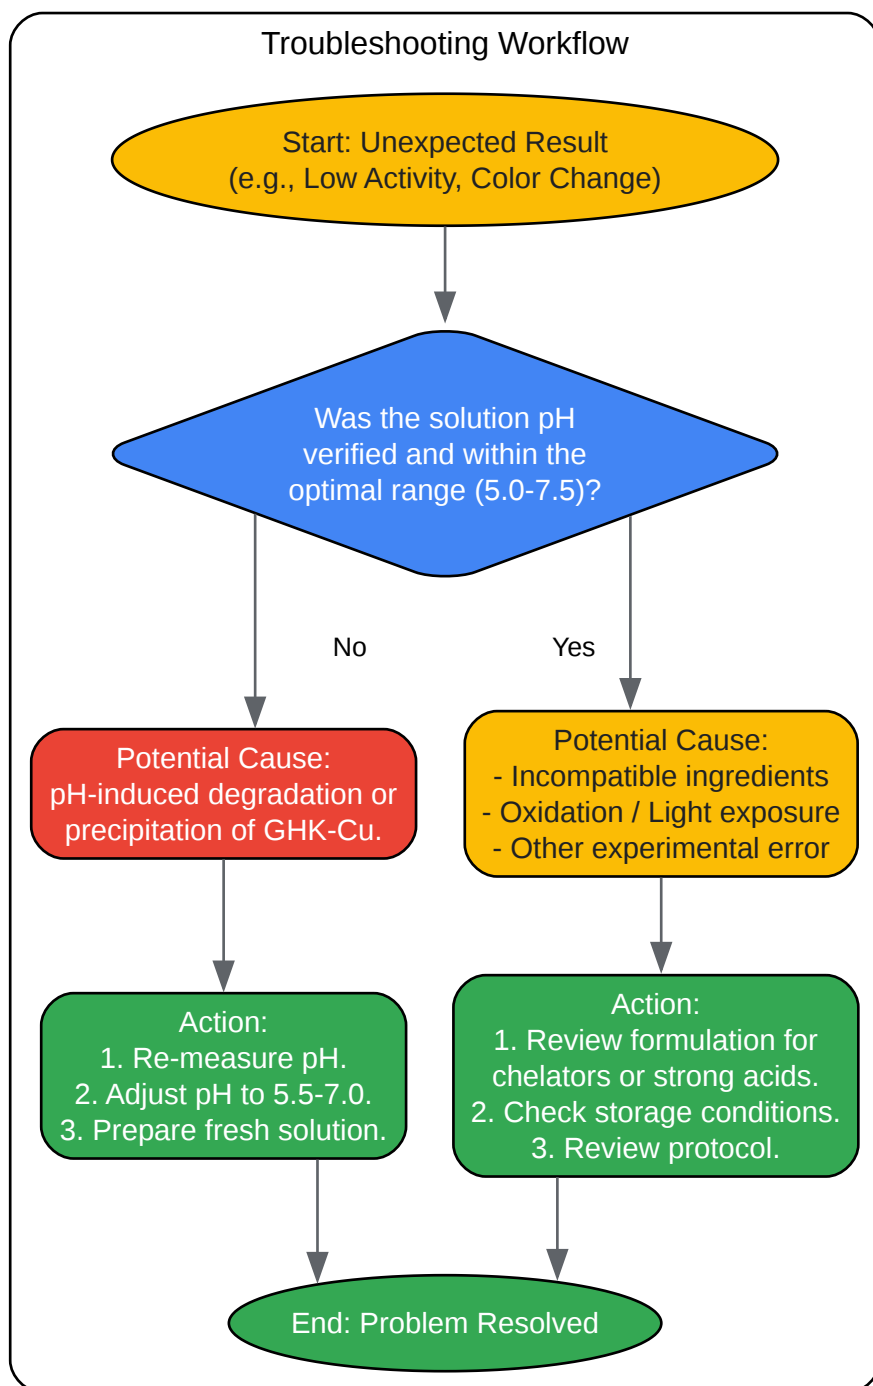 Troubleshooting Workflow
Start: Unexpected Result
(e.g., Low Activity, Color Change)
Was the solution pH
verified and within the
optimal range (5.0-7.5)?
No
Yes
Potential Cause:
pH-induced degradation or
precipitation of GHK-Cu.
Potential Cause:
- Incompatible ingredients
- Oxidation / Light exposure
- Other experimental error
Action:
1. Re-measure pH.
2. Adjust pH to 5.5-7.0.
3. Prepare fresh solution.
Action:
1. Review formulation for
chelators or strong acids.
2. Check storage conditions.
3. Review protocol.
End: Problem Resolved